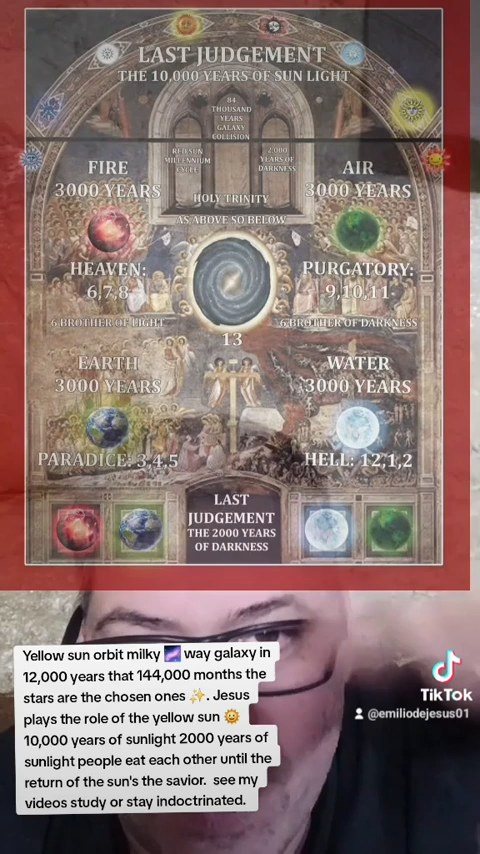 LAST JUDGEMENT
THE 10,000 YEARS OF SUN LIGHT
84
THOUSAND
YEARS
GALAXY
COLLISION
RED SUN
MILLENNIUM
CYCLE
2,000
YEARS OF
DARKNESS
FIRE
3000 YEARS
AIR
3000 YEARS
HOLY TRINITY
AS ABOVE SO BELOW
HEAVEN:
6,7,8
PURGATORY:
9,10,11
6 BROTHER OF LIGHT
6 BROTHER OF DARKNESS
13
EARTH
3000 YEARS
WATER
3000 YEARS
PARADICE: 3,4,5
HELL: 12,1,2
LAST
JUDGEMENT
THE 2000 YEARS
OF DARKNESS
Yellow sun orbit milky 🌌 way galaxy in
12,000 years that 144,000 months the
stars are the chosen ones ✨. Jesus
plays the role of the yellow sun 🌞
10,000 years of sunlight 2000 years of
sunlight people eat each other until the
return of the sun's the savior. see my
videos study or stay indoctrinated.
TikTok
@emiliodejesus01